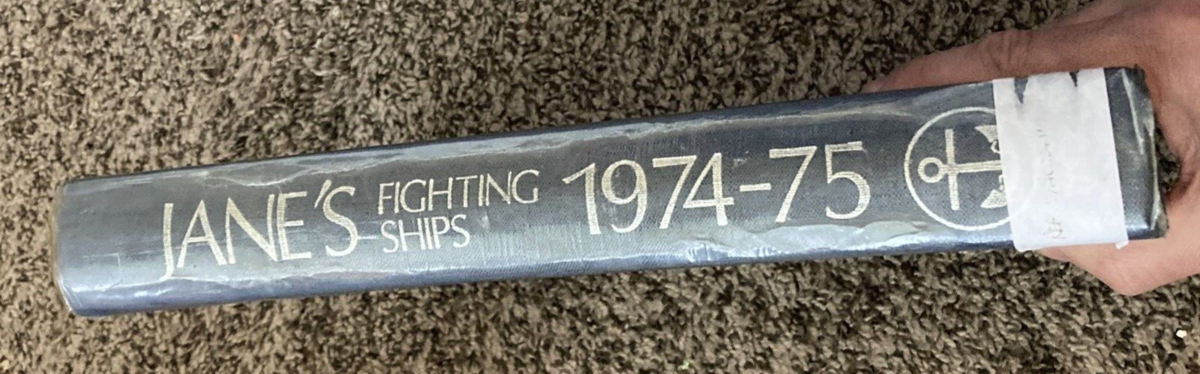 JANE'S FIGHTING SHIPS 1974-75